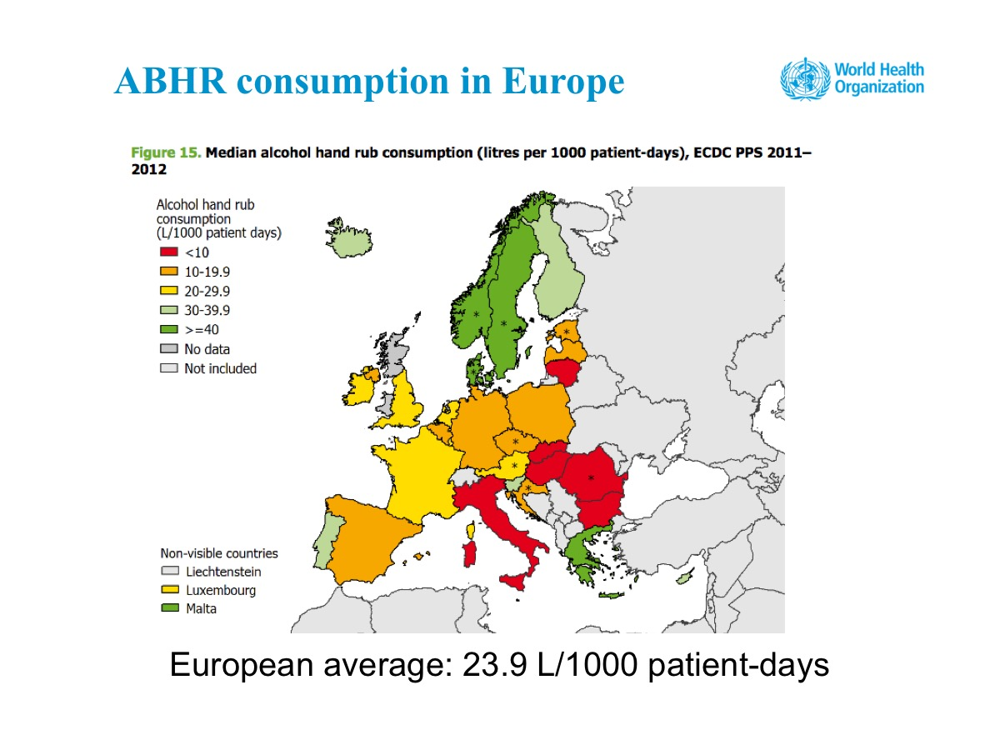 ABHR consumption in Europe
World Health
Organization
Figure 15. Median alcohol hand rub consumption (litres per 1000 patient-days), ECDC PPS 2011–
2012
Alcohol hand rub
consumption
(L/1000 patient days)
<10
10-19.9
20-29.9
30-39.9
>=40
No data
Not included
*
*
*
*
*
*
*
*
Non-visible countries
Liechtenstein
Luxembourg
Malta
European average: 23.9 L/1000 patient-days